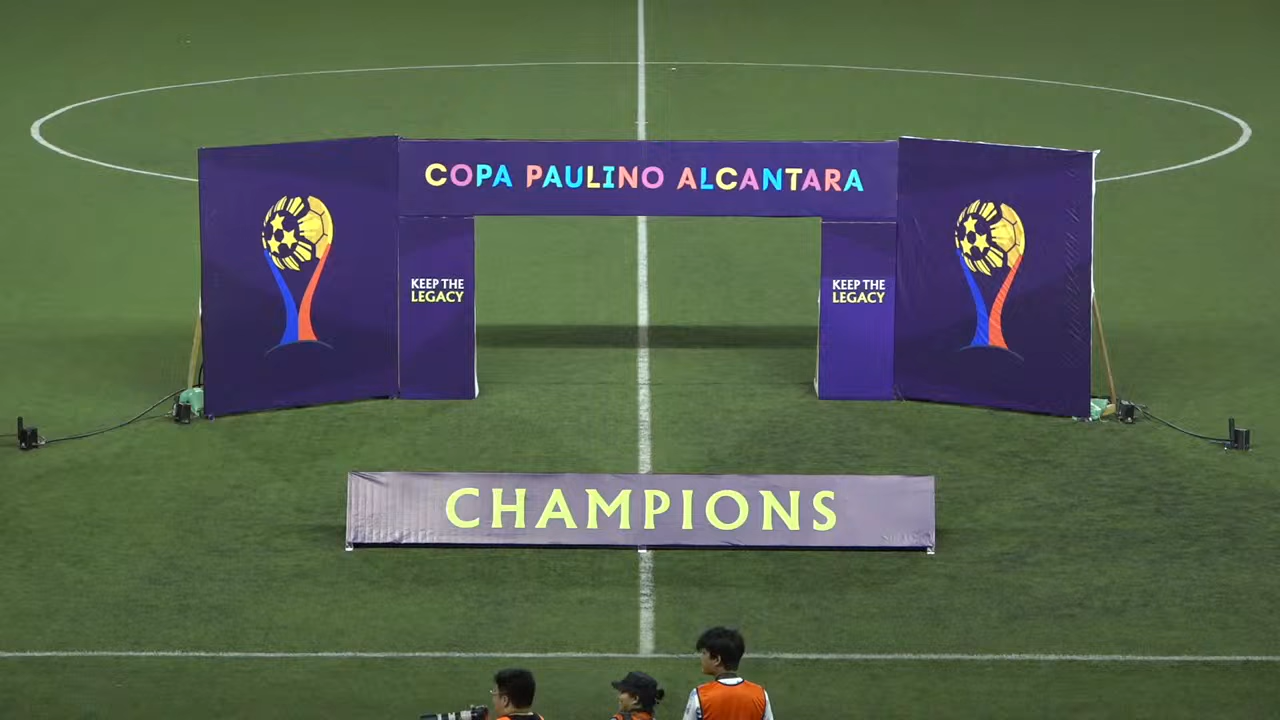 COPA PAULINO ALCANTARA
KEEP THE
LEGACY
KEEP THE
LEGACY
CHAMPIONS